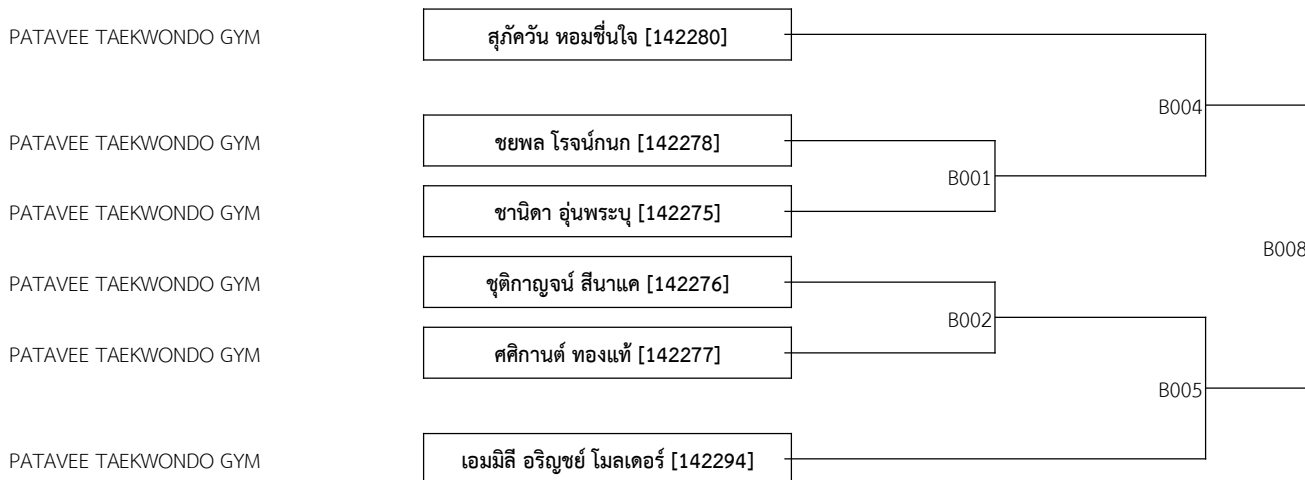 PATAVEE TAEKWONDO GYM
สุภัควัน หอมชื่นใจ [142280]
B004
PATAVEE TAEKWONDO GYM
ชยพล โรจน์กนก [142278]
B001
PATAVEE TAEKWONDO GYM
ชานิดา อุ่นพระบุ [142275]
B008
PATAVEE TAEKWONDO GYM
ชุติกาญจน์ สีนาแค [142276]
B002
PATAVEE TAEKWONDO GYM
ศศิกานต์ ทองแท้ [142277]
B005
PATAVEE TAEKWONDO GYM
เอมมิลี อริญชย์ โมลเดอร์ [142294]